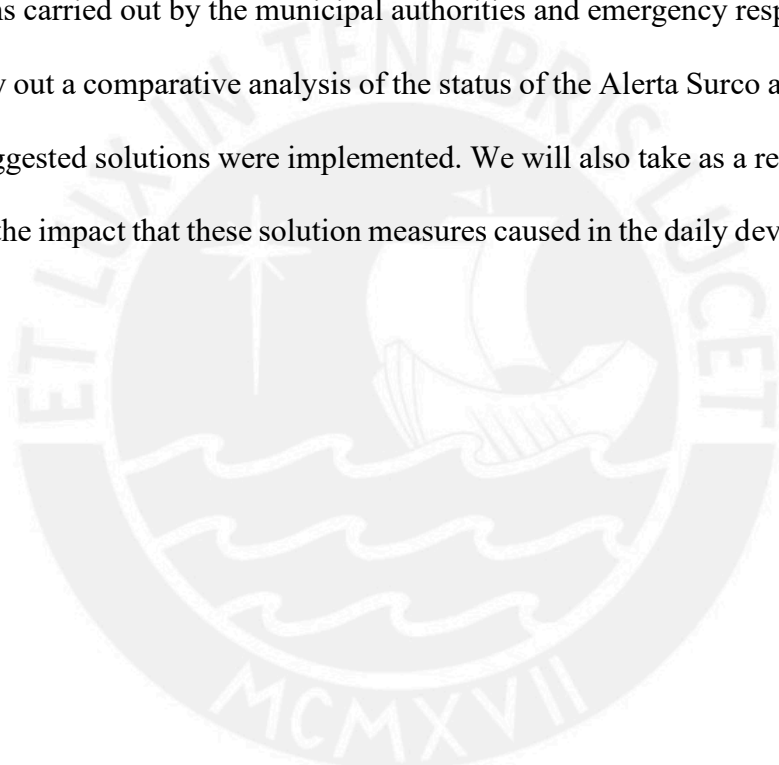 ns carried out by the municipal authorities and emergency resp
y out a comparative analysis of the status of the Alerta Surco a
ggested solutions were implemented. We will also take as a re
the impact that these solution measures caused in the daily dev
ET LUX IN TENEBRIS LUCET
MCMXVII